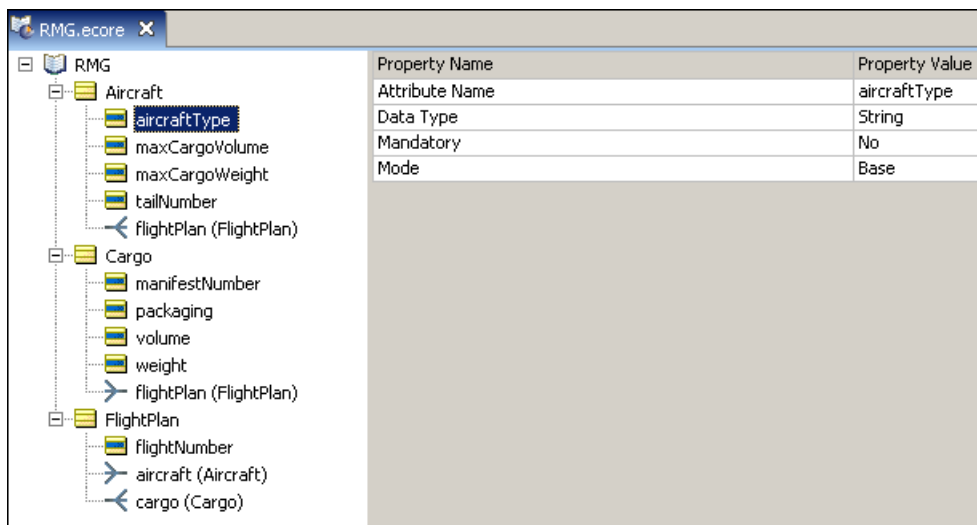 RMG.ecore
RMG
Aircraft
aircraftType
maxCargoVolume
maxCargoWeight
tailNumber
flightPlan (FlightPlan)
Cargo
manifestNumber
packaging
volume
weight
flightPlan (FlightPlan)
FlightPlan
flightNumber
aircraft (Aircraft)
cargo (Cargo)
Property Name Property Value
Attribute Name aircraftType
Data Type String
Mandatory No
Mode Base